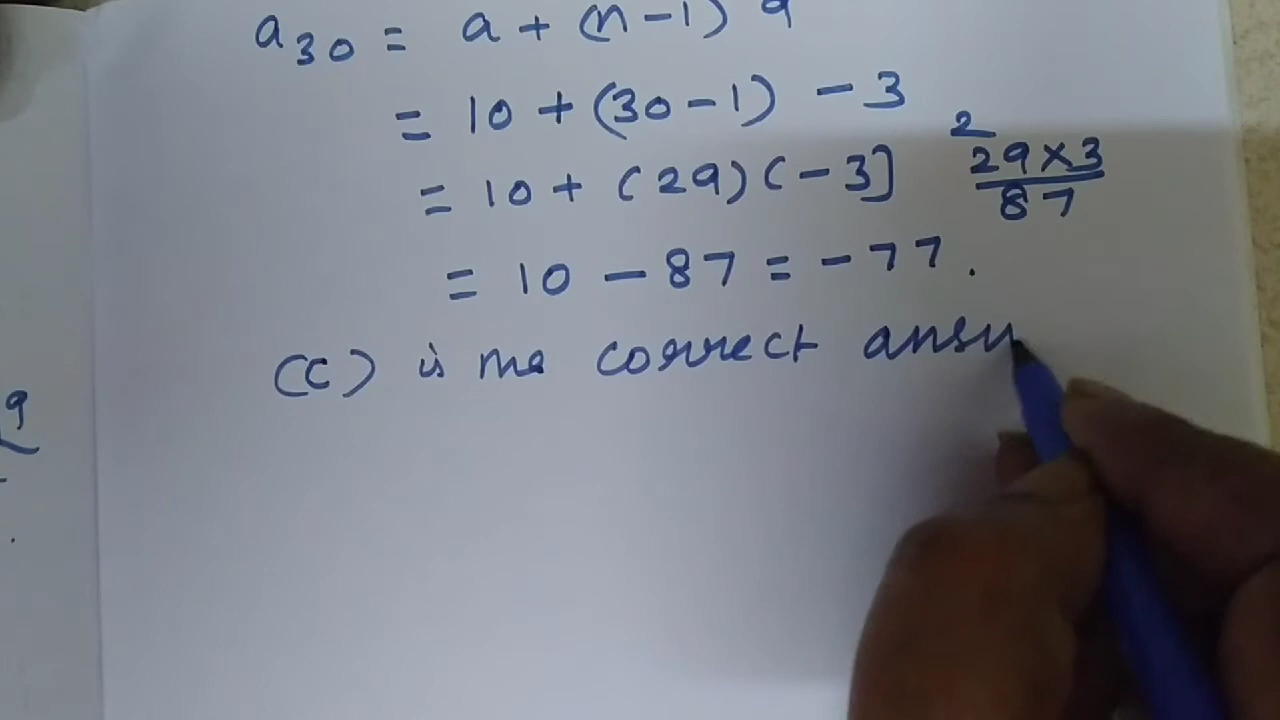 a30 = a + (n-1) d
= 10 + (30-1) -3
= 10 + (29) (-3]
2
29×3
87
= 10 - 87 = -77.
(C) is the correct answ
9